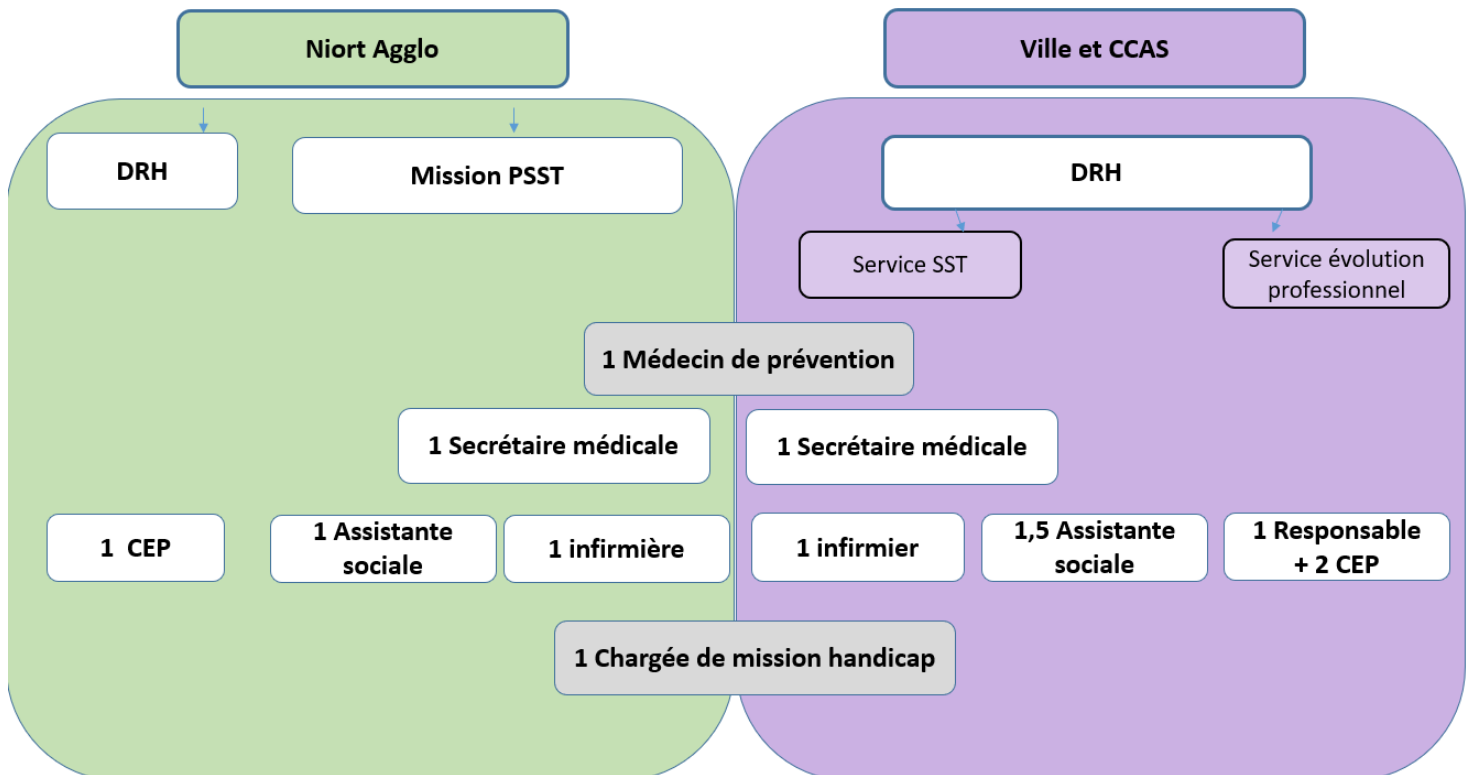 Niort Agglo
Ville et CCAS
DRH
Mission PSST
DRH
Service SST
Service évolution
professionnel
1 Médecin de prévention
1 Secrétaire médicale
1 Secrétaire médicale
1 CEP
1 Assistante
sociale
1 infirmière
1 infirmier
1,5 Assistante
sociale
1 Responsable
+ 2 CEP
1 Chargée de mission handicap